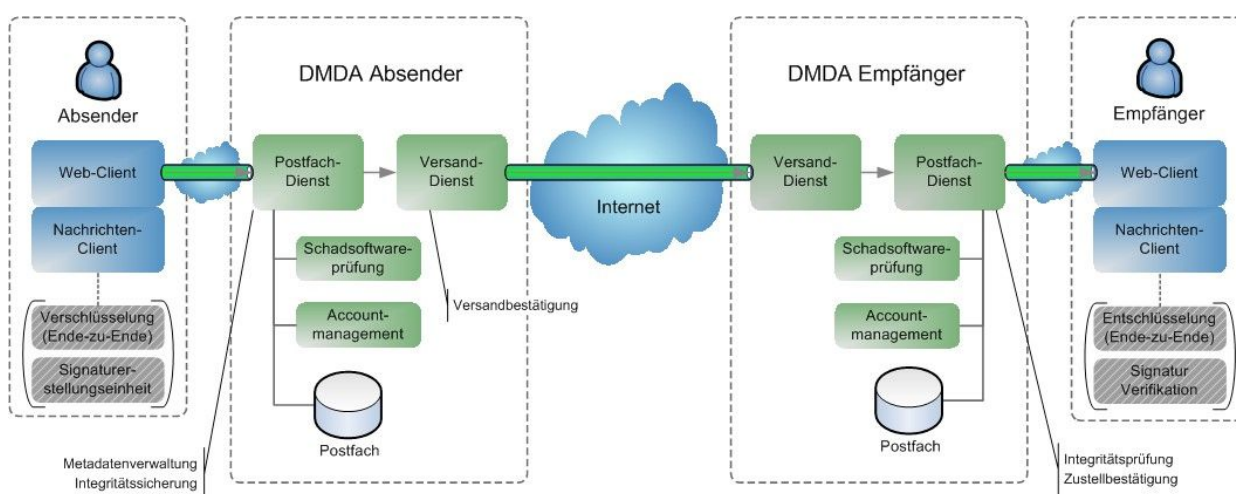 Absender
Web-Client
Nachrichten-
Client
Verschlüsselung
(Ende-zu-Ende)
Signaturer-
stellungseinheit
DMDA Absender
Postfach-
Dienst
Versand-
Dienst
Schadsoftware-
prüfung
Account-
management
Postfach
Versandbestätigung
Metadatenverwaltung
Integritätssicherung
Internet
DMDA Empfänger
Versand-
Dienst
Postfach-
Dienst
Schadsoftware-
prüfung
Account-
management
Postfach
Integritätsprüfung
Zustellbestätigung
Empfänger
Web-Client
Nachrichten-
Client
Entschlüsselung
(Ende-zu-Ende)
Signatur
Verifikation